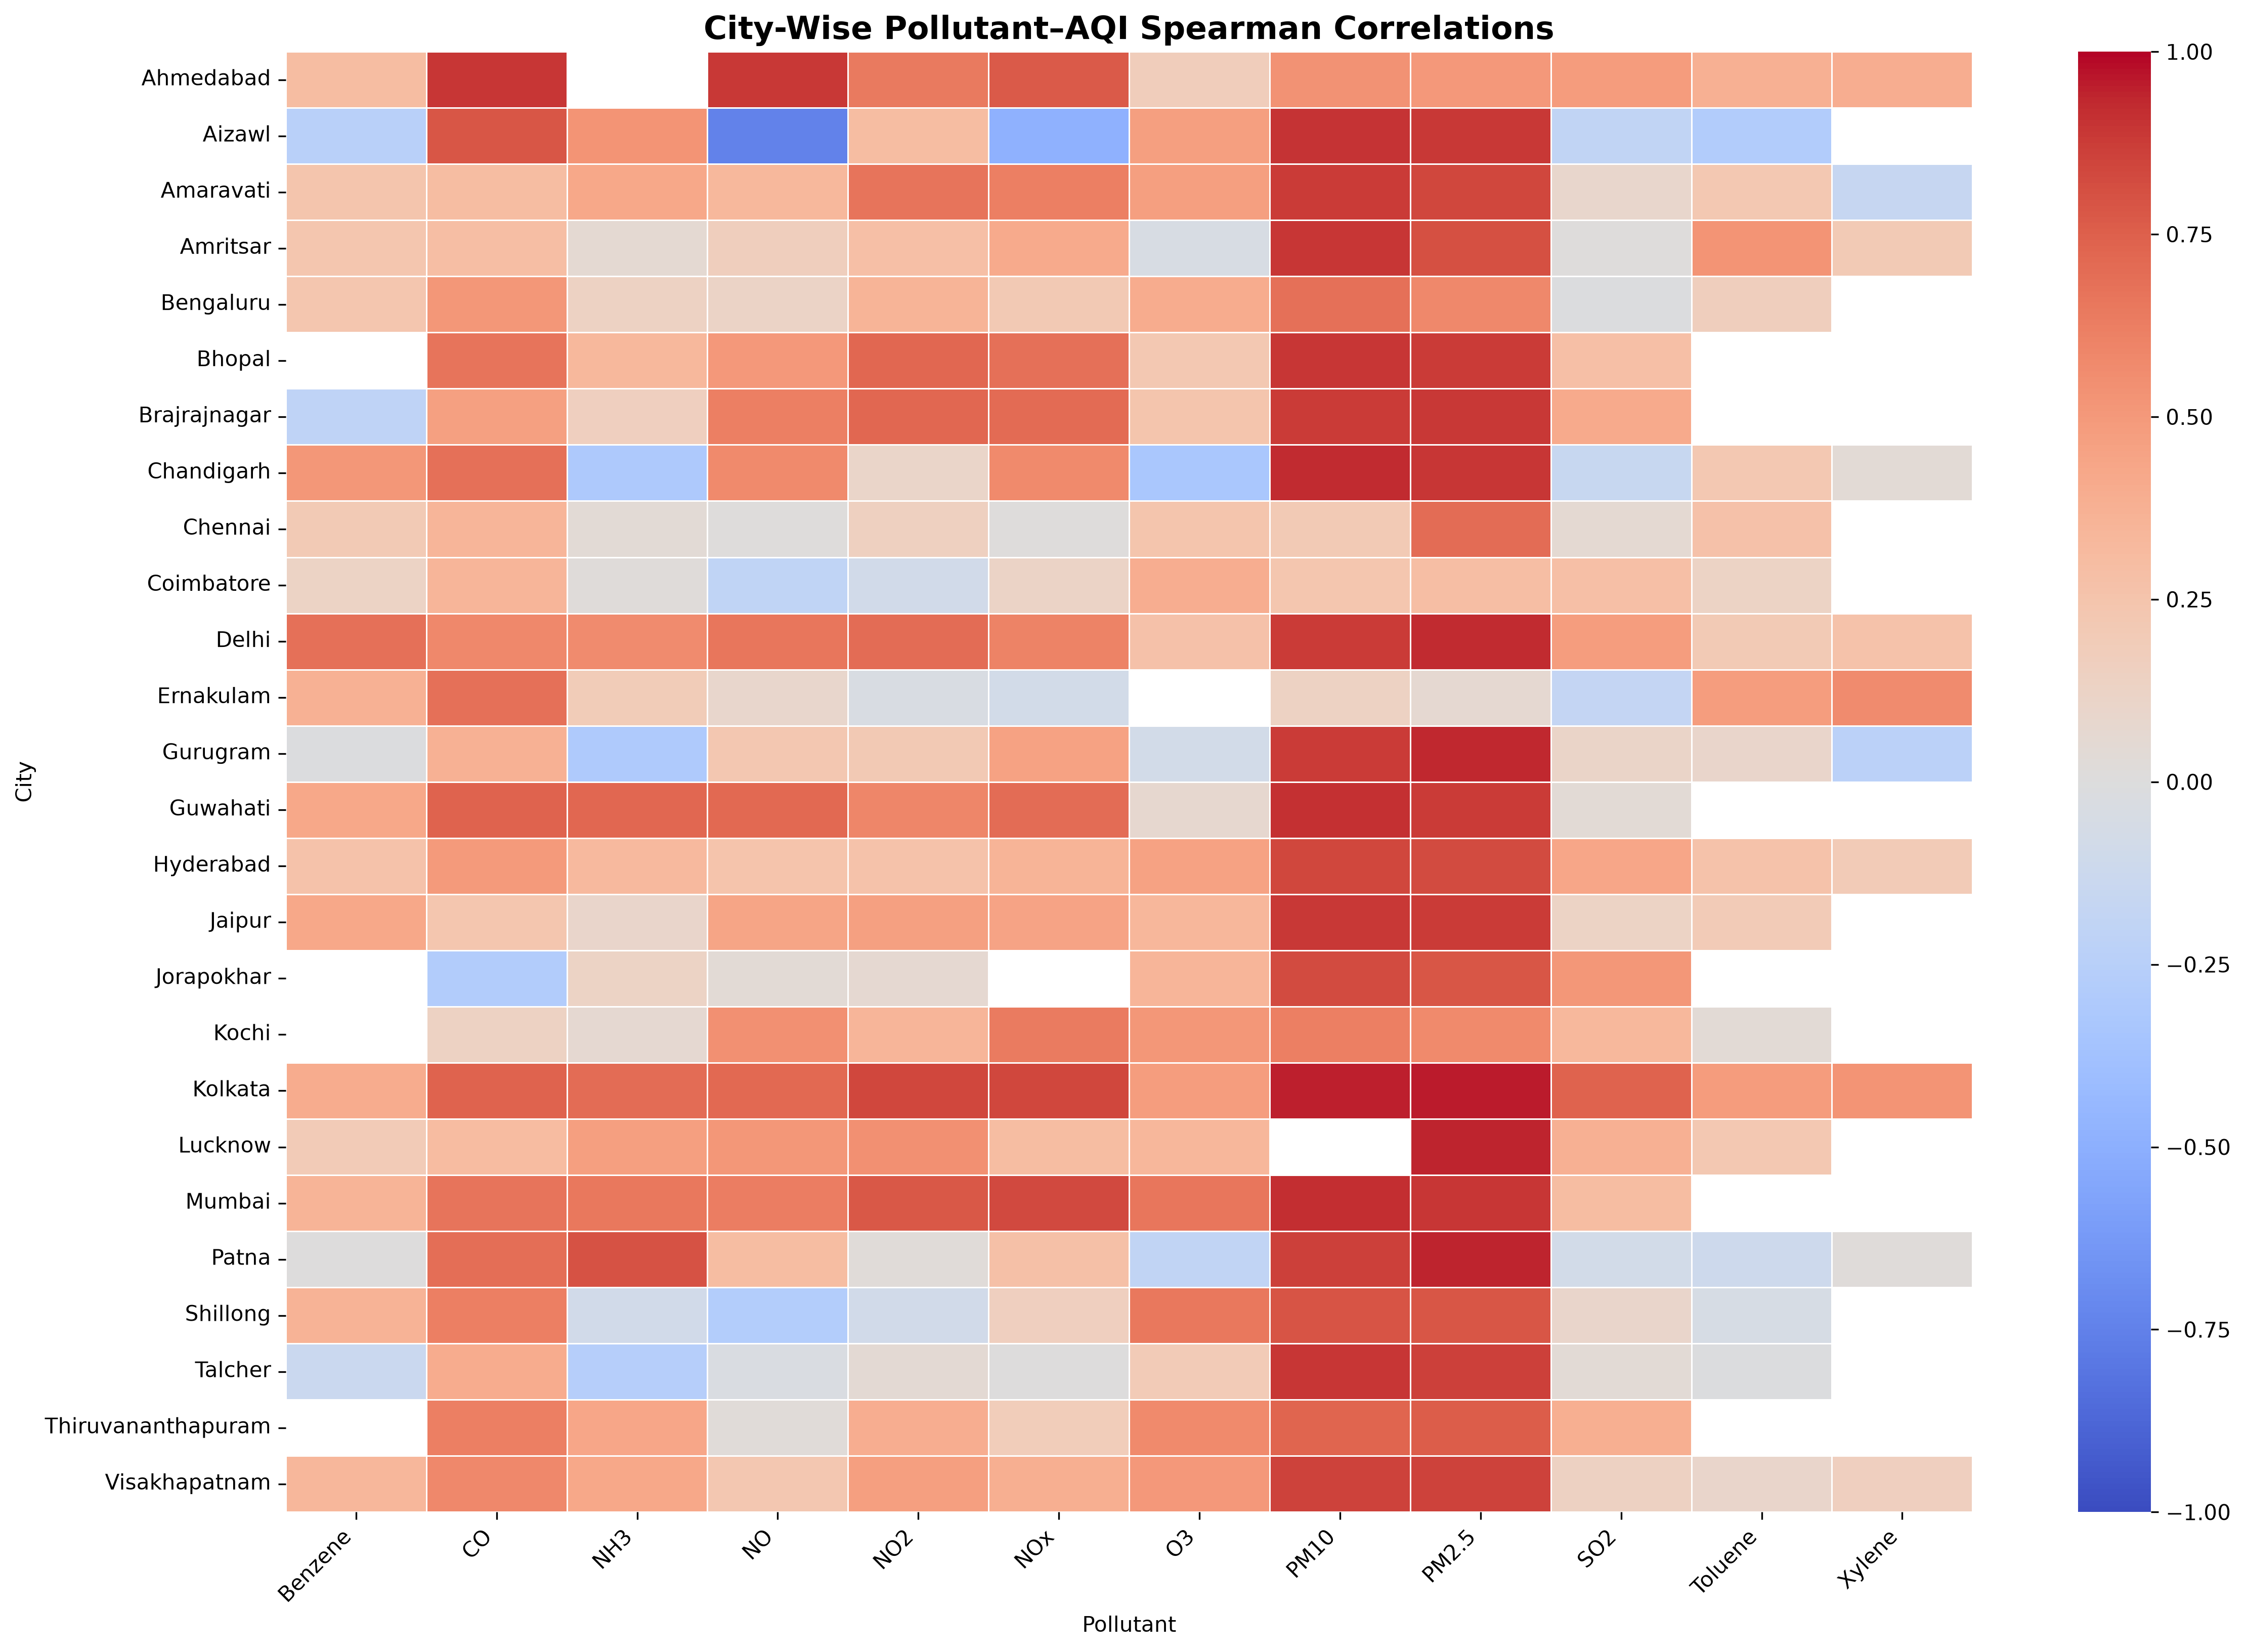 City-Wise Pollutant–AQI Spearman Correlations
City
Ahmedabad
Aizawl
Amaravati
Amritsar
Bengaluru
Bhopal
Brajrajnagar
Chandigarh
Chennai
Coimbatore
Delhi
Ernakulam
Gurugram
Guwahati
Hyderabad
Jaipur
Jorapokhar
Kochi
Kolkata
Lucknow
Mumbai
Patna
Shillong
Talcher
Thiruvananthapuram
Visakhapatnam
Benzene CO NH3 NO NO2 NOx O3 PM10 PM2.5 SO2 Toluene Xylene
Pollutant
1.00
0.75
0.50
0.25
0.00
−0.25
−0.50
−0.75
−1.00